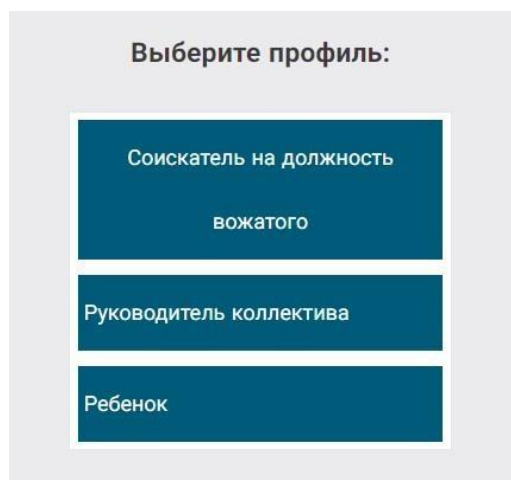 Выберите профиль:
Соискатель на должность
вожатого
Руководитель коллектива
Ребенок